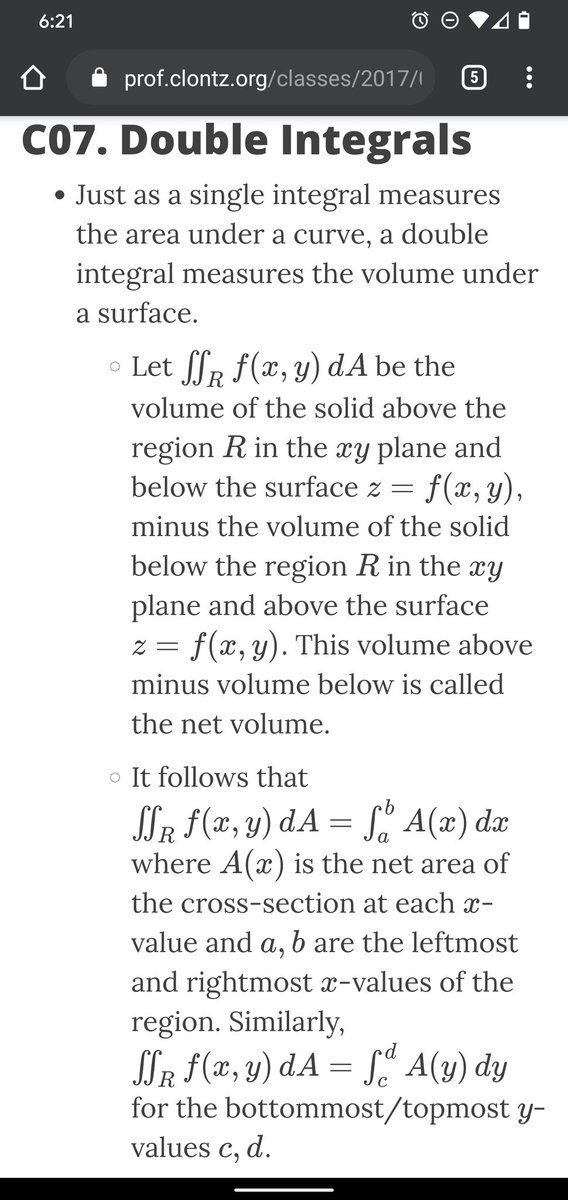 6:21
prof.clontz.org/classes/2017/
5
C07. Double Integrals
• Just as a single integral measures
the area under a curve, a double
integral measures the volume under
a surface.
◦ Let ∬_R f(x, y) dA be the
volume of the solid above the
region R in the xy plane and
below the surface z = f(x, y),
minus the volume of the solid
below the region R in the xy
plane and above the surface
z = f(x, y). This volume above
minus volume below is called
the net volume.
◦ It follows that
∬_R f(x, y) dA = ∫_a^b A(x) dx
where A(x) is the net area of
the cross-section at each x-
value and a, b are the leftmost
and rightmost x-values of the
region. Similarly,
∬_R f(x, y) dA = ∫_c^d A(y) dy
for the bottommost/topmost y-
values c, d.